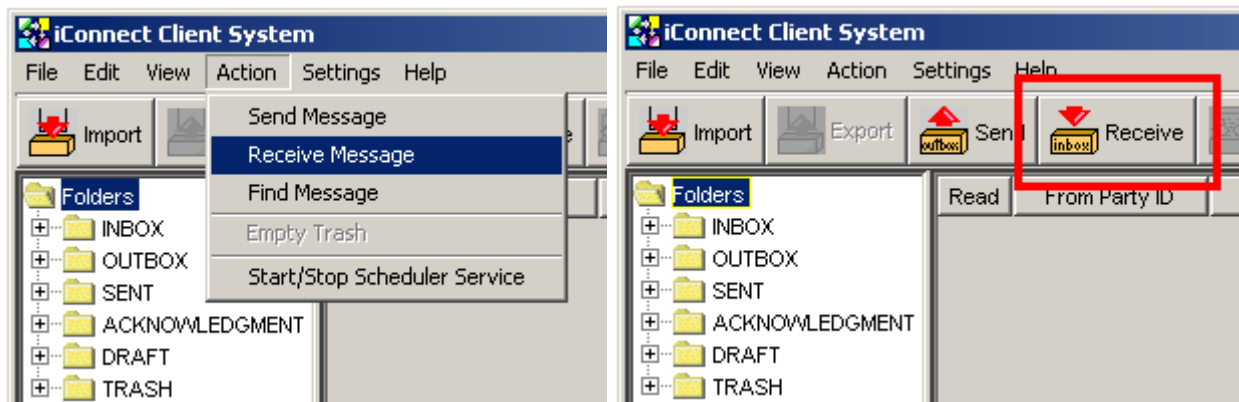 iConnect Client System
File Edit View Action Settings Help
Import
Send Message
Receive Message
Find Message
Empty Trash
Start/Stop Scheduler Service
Folders
INBOX
OUTBOX
SENT
ACKNOWLEDGMENT
DRAFT
TRASH
iConnect Client System
File Edit View Action Settings Help
Import Export outbox Send inbox Receive
Folders Read From Party ID
INBOX
OUTBOX
SENT
ACKNOWLEDGMENT
DRAFT
TRASH